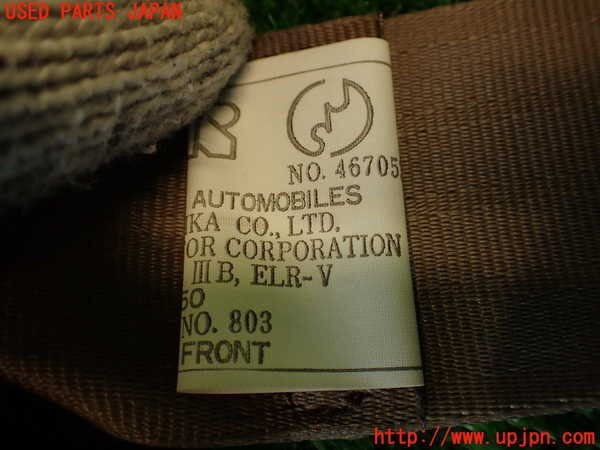 USED PARTS JAPAN
NO. 46705
AUTOMOBILES
KA CO., LTD.
OR CORPORATION
III B, ELR-V
50
NO. 803
FRONT
http://www.upjpn.com